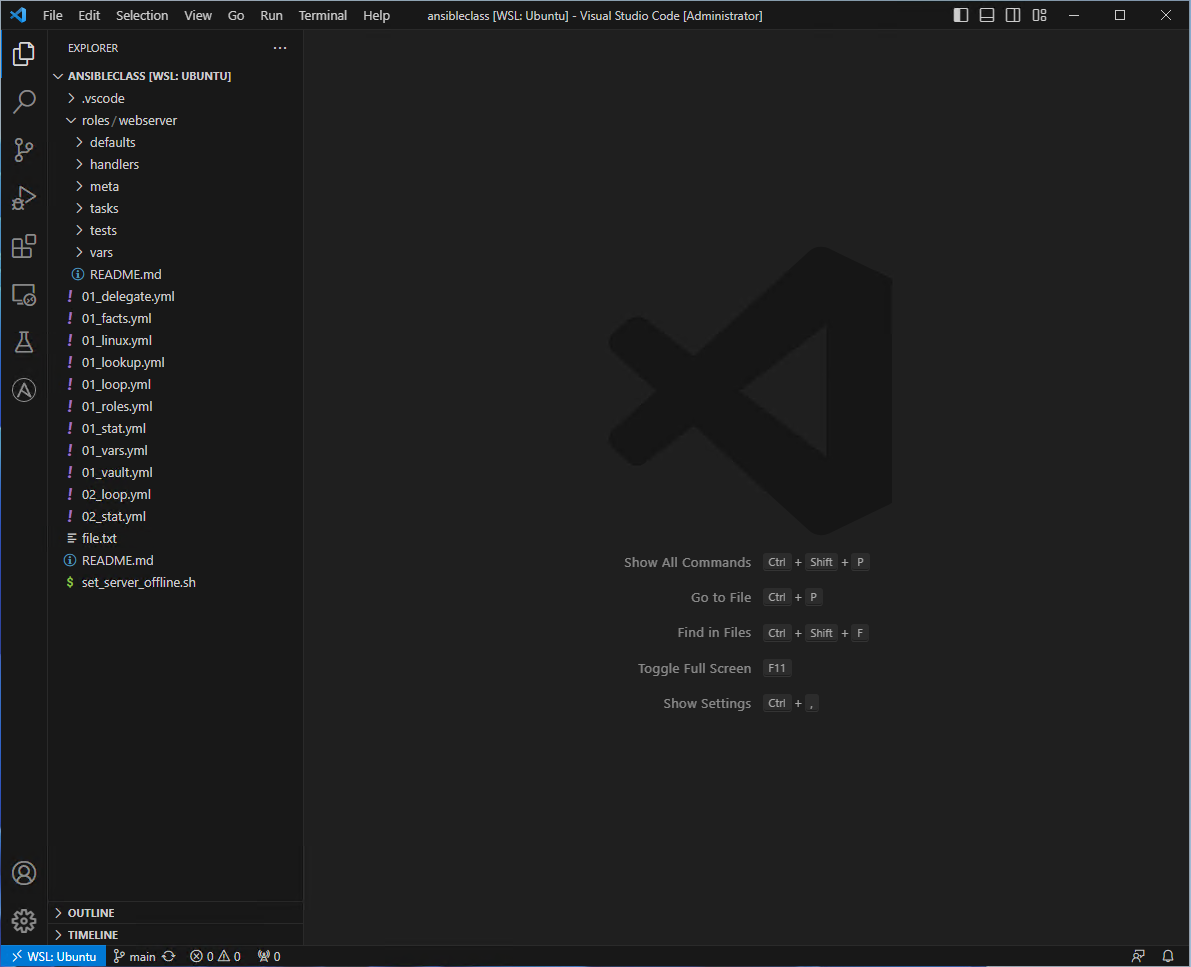 File Edit Selection View Go Run Terminal Help ansibleclass [WSL: Ubuntu] - Visual Studio Code [Administrator]
EXPLORER ...
ANSIBLECLASS [WSL: UBUNTU]
.vscode
roles / webserver
defaults
handlers
meta
tasks
tests
vars
README.md
! 01_delegate.yml
! 01_facts.yml
! 01_linux.yml
! 01_lookup.yml
! 01_loop.yml
! 01_roles.yml
! 01_stat.yml
! 01_vars.yml
! 01_vault.yml
! 02_loop.yml
! 02_stat.yml
file.txt
README.md
$ set_server_offline.sh
Show All Commands Ctrl + Shift + P
Go to File Ctrl + P
Find in Files Ctrl + Shift + F
Toggle Full Screen F11
Show Settings Ctrl + ,
OUTLINE
TIMELINE
WSL: Ubuntu main 0 0 0